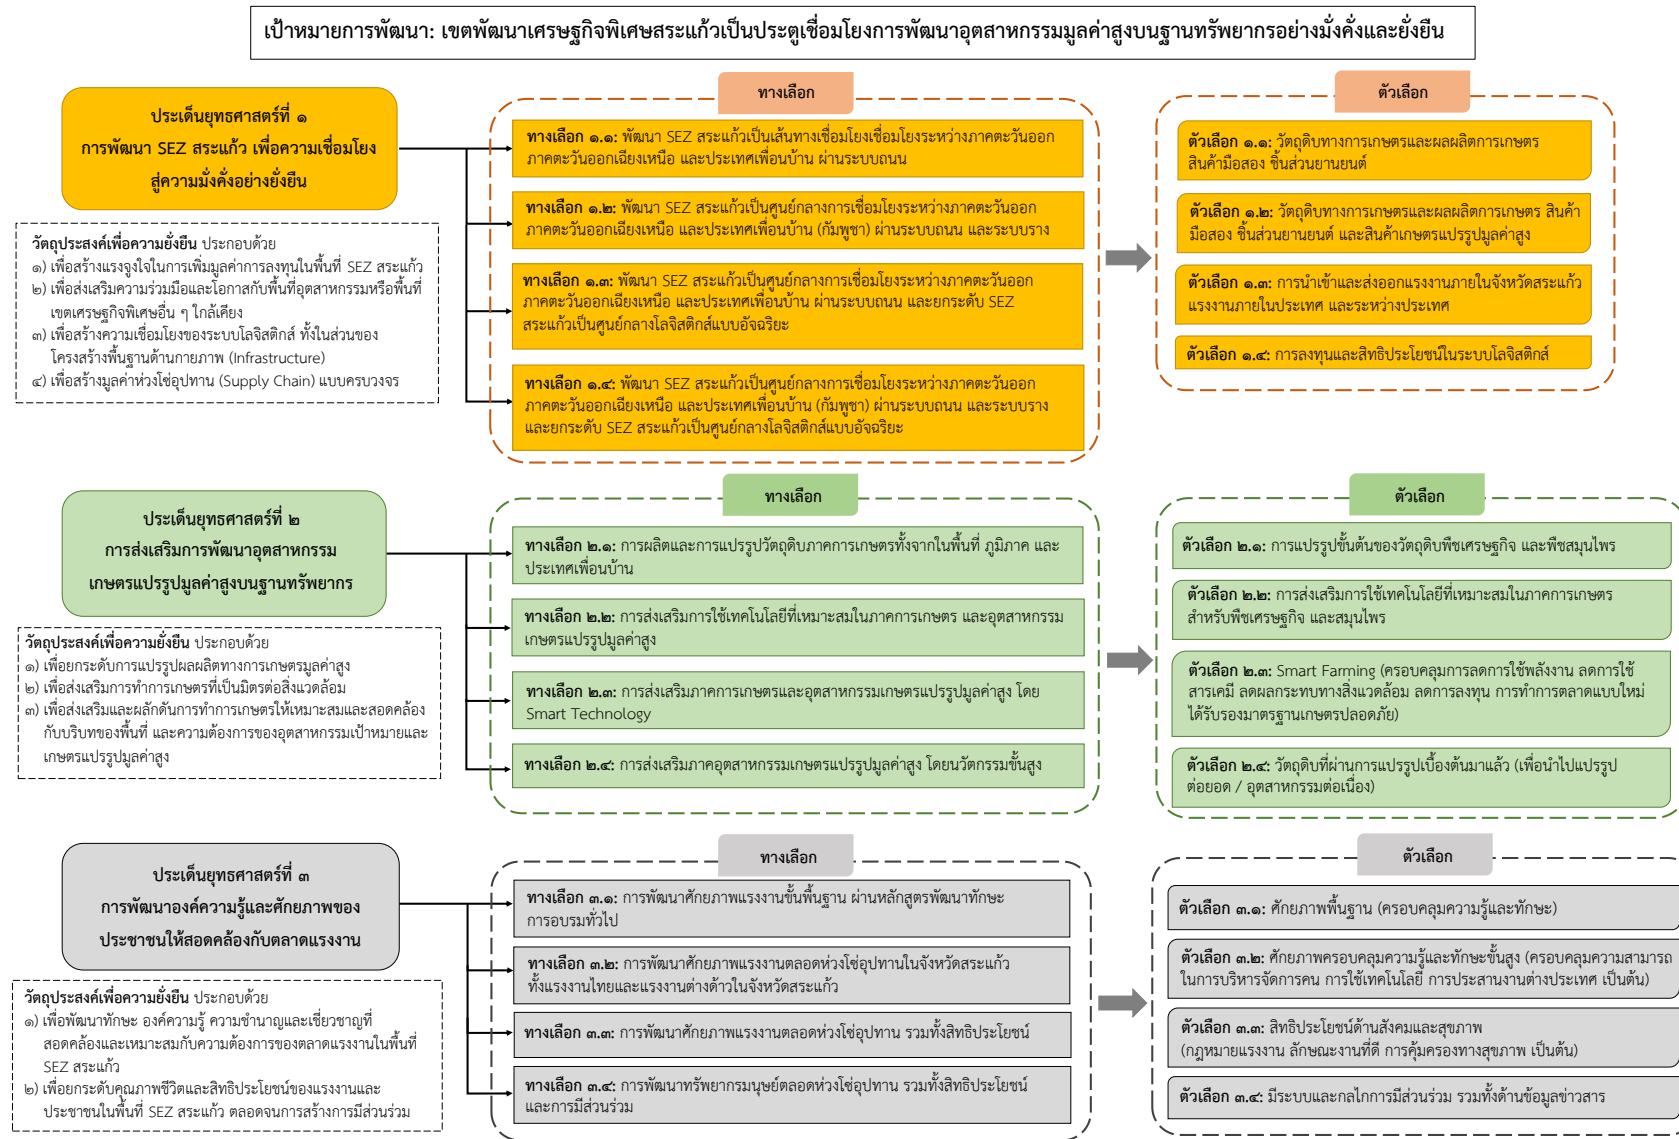 เป้าหมายการพัฒนา: เขตพัฒนาเศรษฐกิจพิเศษสระแก้วเป็นประตูเชื่อมโยงการพัฒนาอุตสาหกรรมมูลค่าสูงบนฐานทรัพยากรอย่างมั่งคั่งและยั่งยืน
ประเด็นยุทธศาสตร์ที่ ๑
การพัฒนา SEZ สระแก้ว เพื่อความเชื่อมโยง
สู่ความมั่งคั่งอย่างยั่งยืน
วัตถุประสงค์เพื่อความยั่งยืน ประกอบด้วย
๑) เพื่อสร้างแรงจูงใจในการเพิ่มมูลค่าการลงทุนในพื้นที่ SEZ สระแก้ว
๒) เพื่อส่งเสริมความร่วมมือและโอกาสกับพื้นที่อุตสาหกรรมหรือพื้นที่
เขตเศรษฐกิจพิเศษอื่น ๆ ใกล้เคียง
๓) เพื่อสร้างความเชื่อมโยงของระบบโลจิสติกส์ ทั้งในส่วนของ
โครงสร้างพื้นฐานด้านกายภาพ (Infrastructure)
๔) เพื่อสร้างมูลค่าห่วงโซ่อุปทาน (Supply Chain) แบบครบวงจร
ทางเลือก
ทางเลือก ๑.๑: พัฒนา SEZ สระแก้วเป็นเส้นทางเชื่อมโยงเชื่อมโยงระหว่างภาคตะวันออก
ภาคตะวันออกเฉียงเหนือ และประเทศเพื่อนบ้าน ผ่านระบบถนน
ทางเลือก ๑.๒: พัฒนา SEZ สระแก้วเป็นศูนย์กลางการเชื่อมโยงระหว่างภาคตะวันออก
ภาคตะวันออกเฉียงเหนือ และประเทศเพื่อนบ้าน (กัมพูชา) ผ่านระบบถนน และระบบราง
ทางเลือก ๑.๓: พัฒนา SEZ สระแก้วเป็นศูนย์กลางการเชื่อมโยงระหว่างภาคตะวันออก
ภาคตะวันออกเฉียงเหนือ และประเทศเพื่อนบ้าน ผ่านระบบถนน และยกระดับ SEZ
สระแก้วเป็นศูนย์กลางโลจิสติกส์แบบอัจฉริยะ
ทางเลือก ๑.๔: พัฒนา SEZ สระแก้วเป็นศูนย์กลางการเชื่อมโยงระหว่างภาคตะวันออก
ภาคตะวันออกเฉียงเหนือ และประเทศเพื่อนบ้าน (กัมพูชา) ผ่านระบบถนน และระบบราง
และยกระดับ SEZ สระแก้วเป็นศูนย์กลางโลจิสติกส์แบบอัจฉริยะ
ตัวเลือก
ตัวเลือก ๑.๑: วัตถุดิบทางการเกษตรและผลผลิตการเกษตร
สินค้ามือสอง ชิ้นส่วนยานยนต์
ตัวเลือก ๑.๒: วัตถุดิบทางการเกษตรและผลผลิตการเกษตร สินค้า
มือสอง ชิ้นส่วนยานยนต์ และสินค้าเกษตรแปรรูปมูลค่าสูง
ตัวเลือก ๑.๓: การนำเข้าและส่งออกแรงงานภายในจังหวัดสระแก้ว
แรงงานภายในประเทศ และระหว่างประเทศ
ตัวเลือก ๑.๔: การลงทุนและสิทธิประโยชน์ในระบบโลจิสติกส์
ประเด็นยุทธศาสตร์ที่ ๒
การส่งเสริมการพัฒนาอุตสาหกรรม
เกษตรแปรรูปมูลค่าสูงบนฐานทรัพยากร
วัตถุประสงค์เพื่อความยั่งยืน ประกอบด้วย
๑) เพื่อยกระดับการแปรรูปผลผลิตทางการเกษตรมูลค่าสูง
๒) เพื่อส่งเสริมการทำการเกษตรที่เป็นมิตรต่อสิ่งแวดล้อม
๓) เพื่อส่งเสริมและผลักดันการทำการเกษตรให้เหมาะสมและสอดคล้อง
กับบริบทของพื้นที่ และความต้องการของอุตสาหกรรมเป้าหมายและ
เกษตรแปรรูปมูลค่าสูง
ทางเลือก
ทางเลือก ๒.๑: การผลิตและการแปรรูปวัตถุดิบภาคการเกษตรทั้งจากในพื้นที่ ภูมิภาค และ
ประเทศเพื่อนบ้าน
ทางเลือก ๒.๒: การส่งเสริมการใช้เทคโนโลยีที่เหมาะสมในภาคการเกษตร และอุตสาหกรรม
เกษตรแปรรูปมูลค่าสูง
ทางเลือก ๒.๓: การส่งเสริมภาคการเกษตรและอุตสาหกรรมเกษตรแปรรูปมูลค่าสูง โดย
Smart Technology
ทางเลือก ๒.๔: การส่งเสริมภาคอุตสาหกรรมเกษตรแปรรูปมูลค่าสูง โดยนวัตกรรมขั้นสูง
ตัวเลือก
ตัวเลือก ๒.๑: การแปรรูปขั้นต้นของวัตถุดิบพืชเศรษฐกิจ และพืชสมุนไพร
ตัวเลือก ๒.๒: การส่งเสริมการใช้เทคโนโลยีที่เหมาะสมในภาคการเกษตร
สำหรับพืชเศรษฐกิจ และสมุนไพร
ตัวเลือก ๒.๓: Smart Farming (ครอบคลุมการลดการใช้พลังงาน ลดการใช้
สารเคมี ลดผลกระทบทางสิ่งแวดล้อม ลดการลงทุน การทำการตลาดแบบใหม่
ได้รับรองมาตรฐานเกษตรปลอดภัย)
ตัวเลือก ๒.๔: วัตถุดิบที่ผ่านการแปรรูปเบื้องต้นมาแล้ว (เพื่อนำไปแปรรูป
ต่อยอด / อุตสาหกรรมต่อเนื่อง)
ประเด็นยุทธศาสตร์ที่ ๓
การพัฒนาองค์ความรู้และศักยภาพของ
ประชาชนให้สอดคล้องกับตลาดแรงงาน
วัตถุประสงค์เพื่อความยั่งยืน ประกอบด้วย
๑) เพื่อพัฒนาทักษะ องค์ความรู้ ความชำนาญและเชี่ยวชาญที่
สอดคล้องและเหมาะสมกับความต้องการของตลาดแรงงานในพื้นที่
SEZ สระแก้ว
๒) เพื่อยกระดับคุณภาพชีวิตและสิทธิประโยชน์ของแรงงานและ
ประชาชนในพื้นที่ SEZ สระแก้ว ตลอดจนการสร้างการมีส่วนร่วม
ทางเลือก
ทางเลือก ๓.๑: การพัฒนาศักยภาพแรงงานขั้นพื้นฐาน ผ่านหลักสูตรพัฒนาทักษะ
การอบรมทั่วไป
ทางเลือก ๓.๒: การพัฒนาศักยภาพแรงงานตลอดห่วงโซ่อุปทานในจังหวัดสระแก้ว
ทั้งแรงงานไทยและแรงงานต่างด้าวในจังหวัดสระแก้ว
ทางเลือก ๓.๓: การพัฒนาศักยภาพแรงงานตลอดห่วงโซ่อุปทาน รวมทั้งสิทธิประโยชน์
ทางเลือก ๓.๔: การพัฒนาทรัพยากรมนุษย์ตลอดห่วงโซ่อุปทาน รวมทั้งสิทธิประโยชน์
และการมีส่วนร่วม
ตัวเลือก
ตัวเลือก ๓.๑: ศักยภาพพื้นฐาน (ครอบคลุมความรู้และทักษะ)
ตัวเลือก ๓.๒: ศักยภาพครอบคลุมความรู้และทักษะขั้นสูง (ครอบคลุมความสามารถ
ในการบริหารจัดการคน การใช้เทคโนโลยี การประสานงานต่างประเทศ เป็นต้น)
ตัวเลือก ๓.๓: สิทธิประโยชน์ด้านสังคมและสุขภาพ
(กฎหมายแรงงาน ลักษณะงานที่ดี การคุ้มครองทางสุขภาพ เป็นต้น)
ตัวเลือก ๓.๔: มีระบบและกลไกการมีส่วนร่วม รวมทั้งด้านข้อมูลข่าวสาร